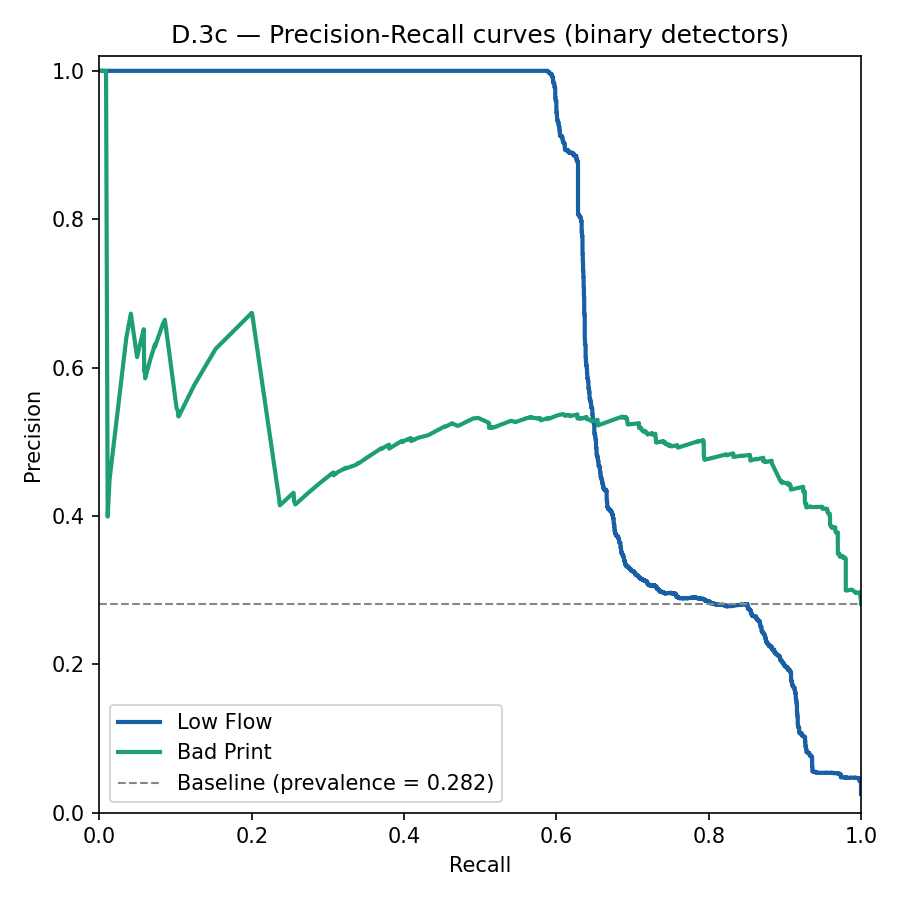 D.3c — Precision-Recall curves (binary detectors)
1.0
0.8
0.6
0.4
0.2
0.0
Precision
Low Flow
Bad Print
Baseline (prevalence = 0.282)
0.0 0.2 0.4 0.6 0.8 1.0
Recall